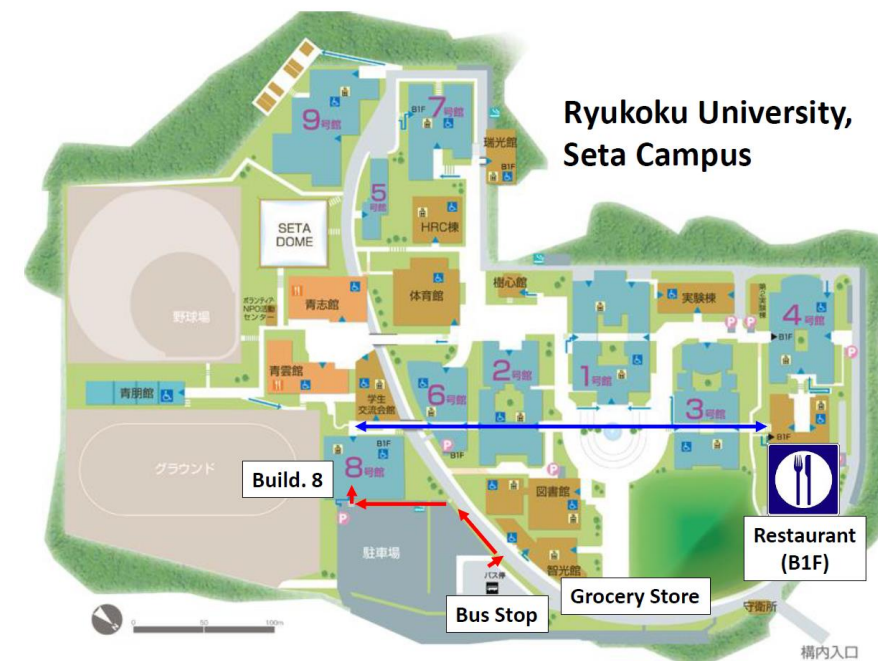 Ryukoku University,
Seta Campus
9号館
7号館
B1F
瑞光館
B1F
5号館
HRC棟
SETA
DOME
体育館
樹心館
実験棟
第2実験棟
4号館
B1F
P
P
P
野球場
ボランティア・
NPO活動
センター
青志館
青雲館
青朋館
学生
交流会館
6号館
2号館
1号館
3号館
B1F
P
B1F
B1F
P
P
グラウンド
Build. 8
8号館
P
駐車場
図書館
智光館
バス停
Bus Stop
Grocery Store
Restaurant
(B1F)
守衛所
構内入口
N
0 50 100m